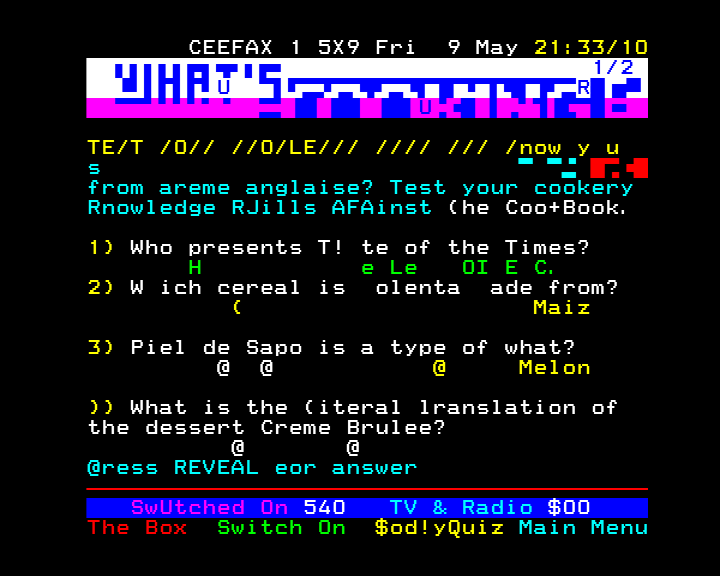 CEEFAX 1 5X9 Fri 9 May 21:33/10
WHAT'S 1/2
TE/T /O// //O/LE/// //// /// /now y u
s
from areme anglaise? Test your cookery
Rnowledge RJills AFAinst (he Coo+Book.
1) Who presents T! te of the Times?
H e Le OI E C.
2) W ich cereal is olenta ade from?
( Maiz
3) Piel de Sapo is a type of what?
@ @ @ Melon
)) What is the (iteral lranslation of
the dessert Creme Brulee?
@ @
@ress REVEAL eor answer
SwUtched On 540 TV & Radio $00
The Box Switch On $od!yQuiz Main Menu